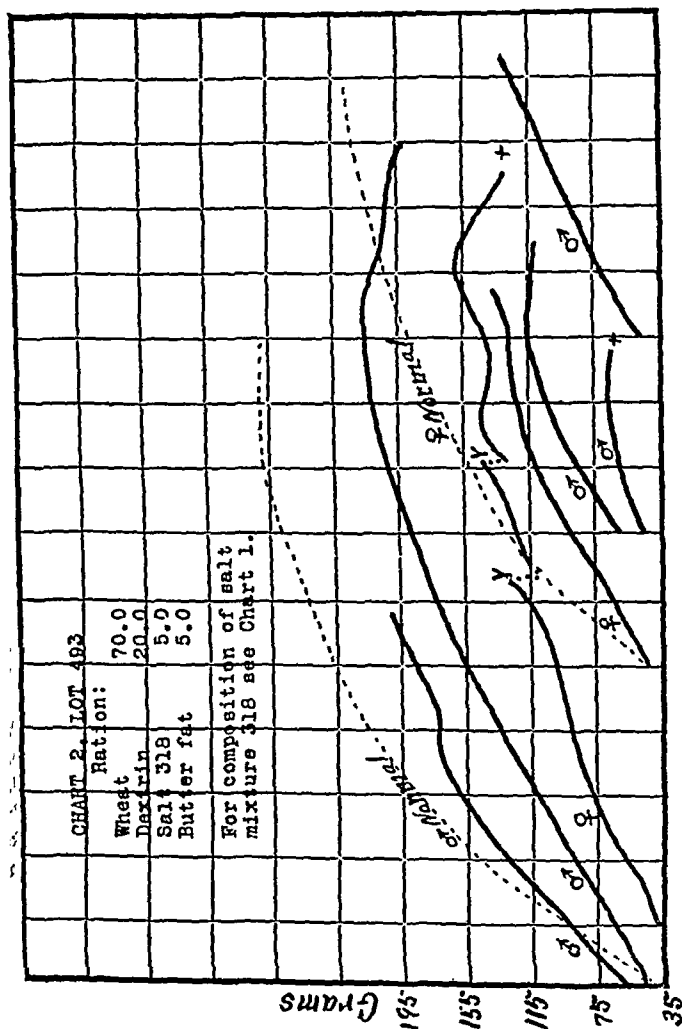 CHART 2. LOT 493
Ration:
Wheat 70.0
Dextrin 20.0
Salt 318 5.0
Butter fat 5.0
For composition of salt
mixture 318 see Chart 1.
♂ Normal
♀ Normal
Grams
195
155
115
75
35
♂
♂
♀
♀
♂
♂
♂
Y
Y
+
+